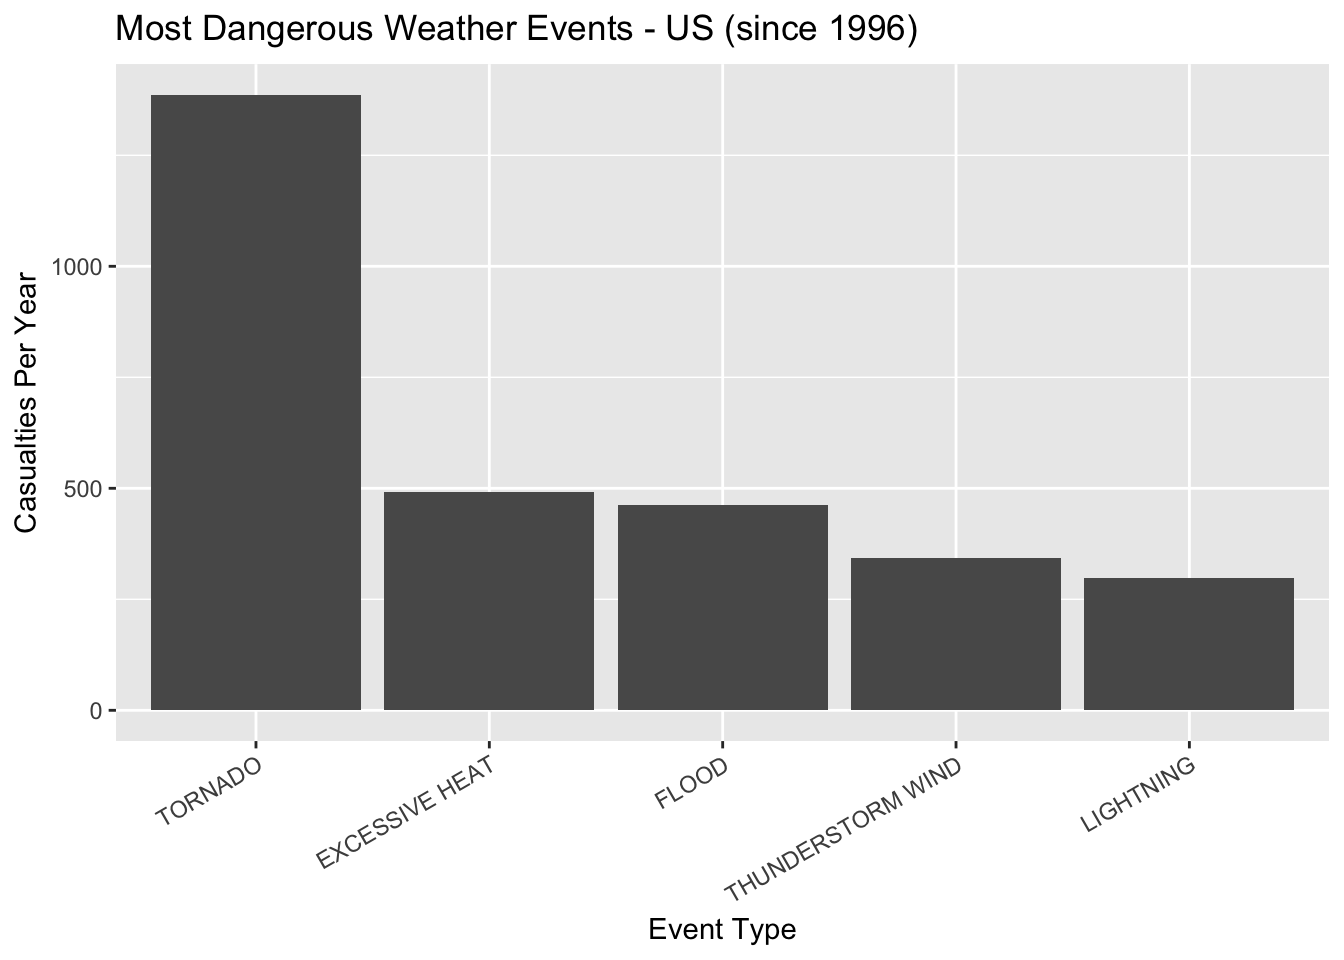 Most Dangerous Weather Events - US (since 1996)
Casualties Per Year
1000
500
0
TORNADO
EXCESSIVE HEAT
FLOOD
THUNDERSTORM WIND
LIGHTNING
Event Type